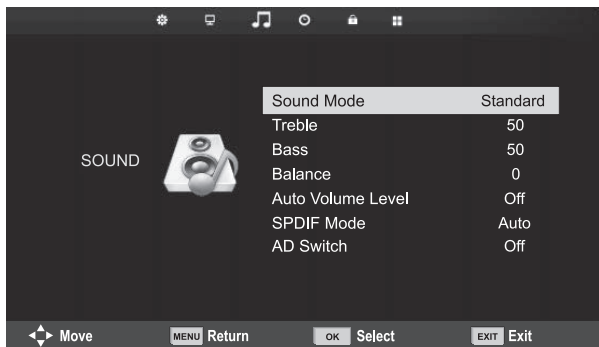 Sound Mode Standard
Treble 50
Bass 50
SOUND
Balance 0
Auto Volume Level Off
SPDIF Mode Auto
AD Switch Off
Move MENU Return OK Select EXIT Exit